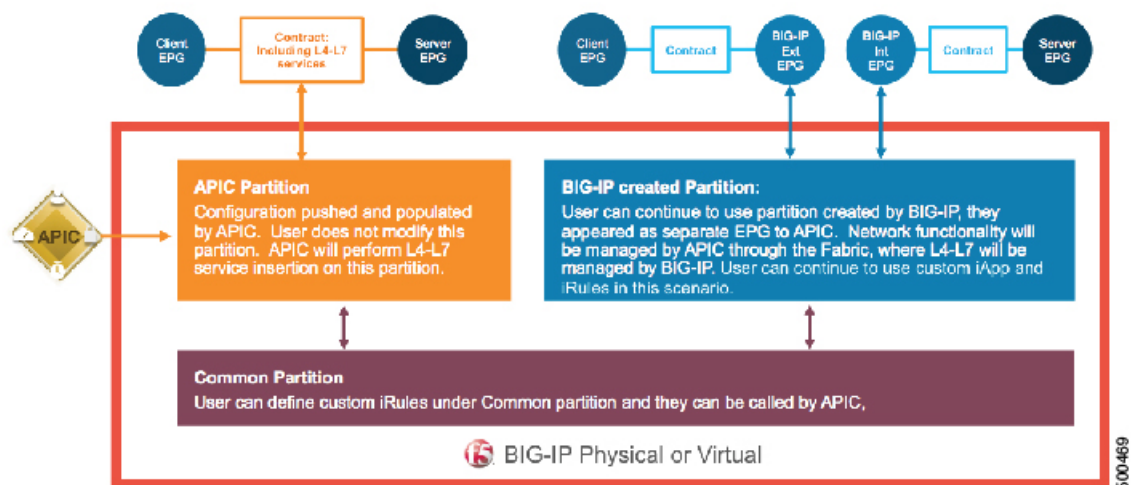 Client
EPG
Contract:
Including L4-L7
services
Server
EPG
Client
EPG
Contract
BIG-IP
Ext
EPG
BIG-IP
Int
EPG
Contract
Server
EPG
APIC
APIC Partition
Configuration pushed and populated
by APIC. User does not modify this
partition. APIC will perform L4-L7
service insertion on this partition.
BIG-IP created Partition:
User can continue to use partition created by BIG-IP, they
appeared as separate EPG to APIC. Network functionality will
be managed by APIC through the Fabric, where L4-L7 will be
managed by BIG-IP. User can continue to use custom iApp and
iRules in this scenario.
Common Partition
User can define custom iRules under Common partition and they can be called by APIC,
f5 BIG-IP Physical or Virtual
500469